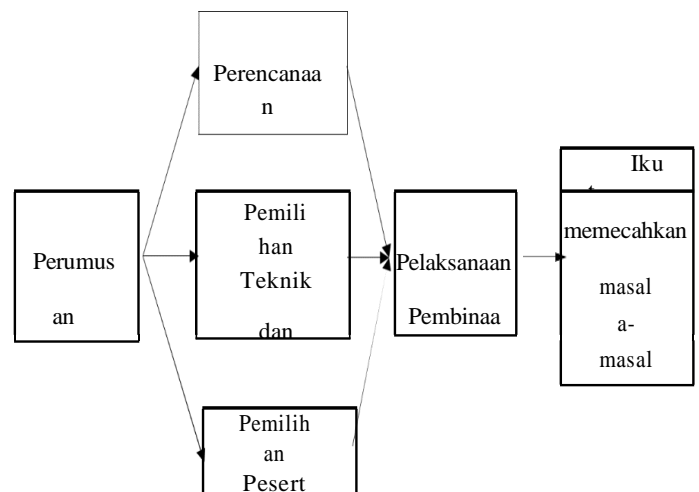 Perencanaa
n
Perumus
an
Pemili
han
Teknik
dan
Pemilih
an
Pesert
Pelaksanaan
Pembinaa
Iku
memecahkan
masal
a-
masal